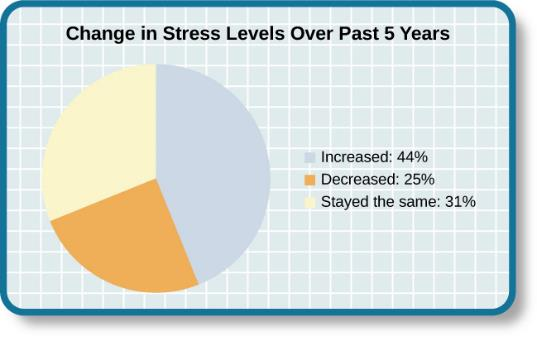 Change in Stress Levels Over Past 5 Years
Increased: 44%
Decreased: 25%
Stayed the same: 31%